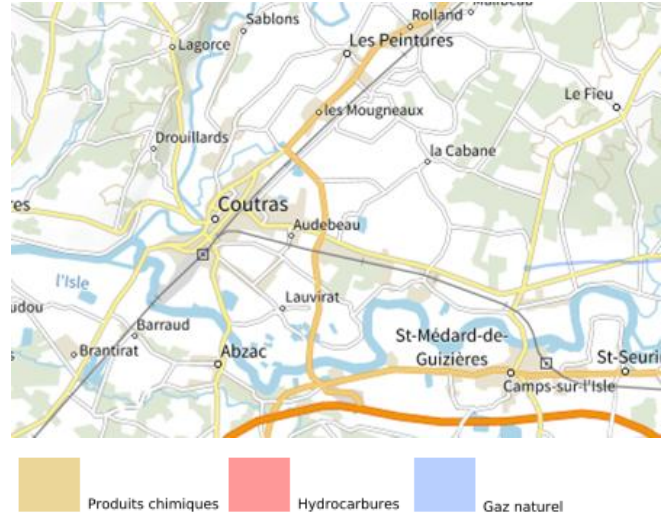 Malbeau
Rolland
Sablons
Les Peintures
Lagorce
Le Fieu
les Mougneaux
Drouillards
la Cabane
res
Coutras
Audebeau
l'Isle
udou
Lauvirat
Barraud
St-Médard-de-
Guizières
Brantirat
Abzac
St-Seurin
Camps-sur-l'Isle
Produits chimiques
Hydrocarbures
Gaz naturel